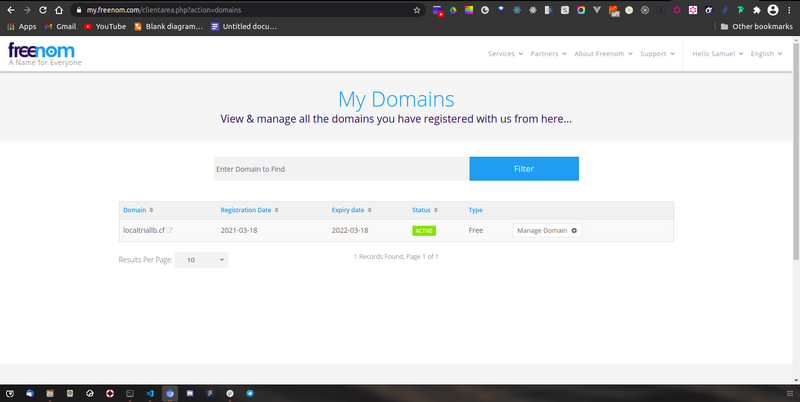 my.freenom.com/clientarea.php?action=domains
Apps
Gmail
YouTube
Blank diagram...
Untitled docu...
Other bookmarks
freenom
A Name for Everyone
Services
Partners
About Freenom
Support
Hello Samuel
English
My Domains
View & manage all the domains you have registered with us from here...
Enter Domain to Find
Filter
Domain
Registration Date
Expiry date
Status
Type
localtriallib.cf
2021-03-18
2022-03-18
ACTIVE
Free
Manage Domain
Results Per Page:
10
1 Records Found, Page 1 of 1